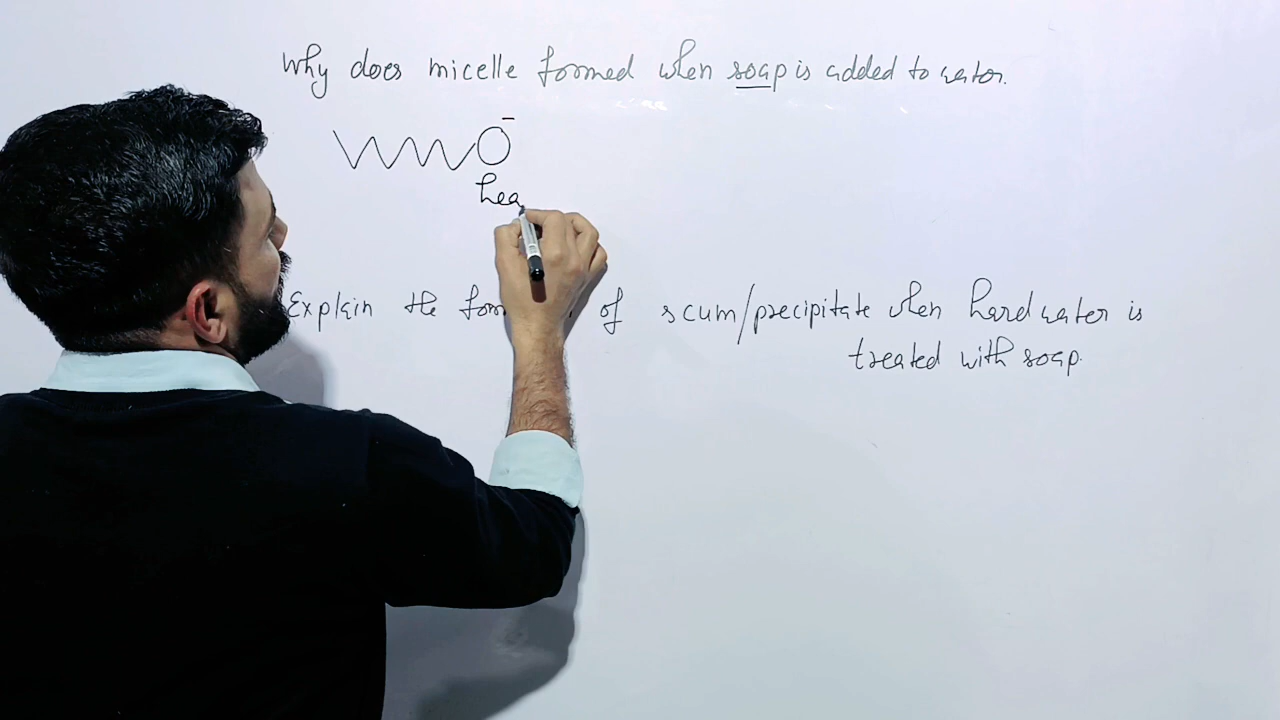 Why does micelle formed when soap is added to water.
hea
Explain the of scum/precipitate when hard water is
treated with soap.